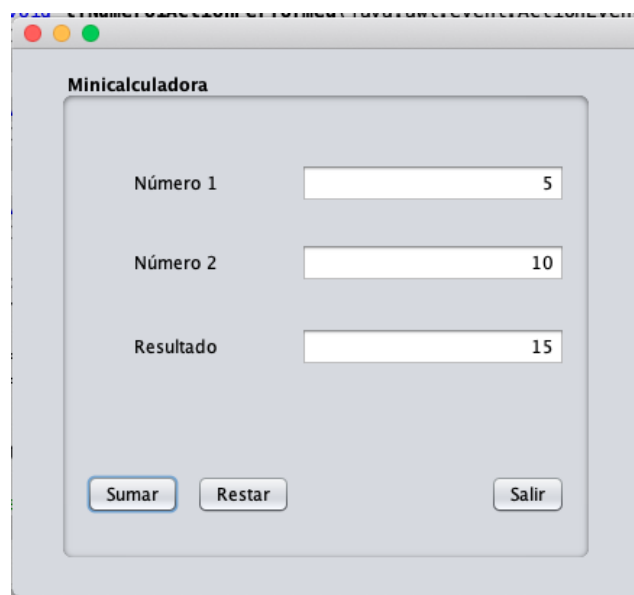 Minicalculadora
Número 1 5
Número 2 10
Resultado 15
Sumar Restar Salir